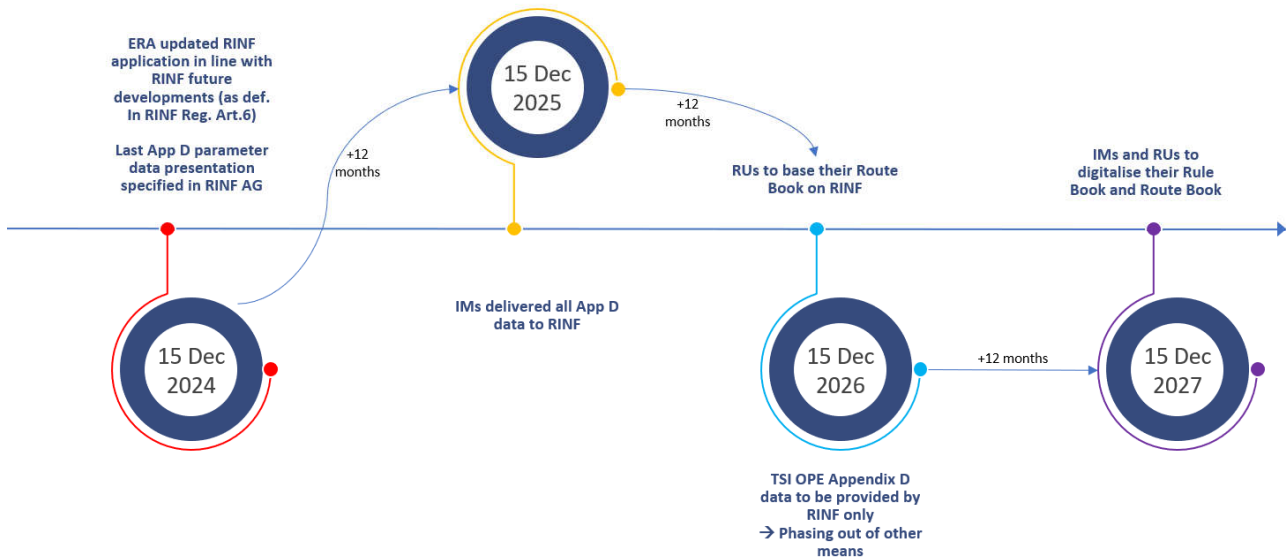 ERA updated RINF
application in line with
RINF future
developments (as def.
In RINF Reg. Art.6)
Last App D parameter
data presentation
specified in RINF AG
15 Dec
2024
+12
months
15 Dec
2025
IMs delivered all App D
data to RINF
+12
months
RUs to base their Route
Book on RINF
15 Dec
2026
TSI OPE Appendix D
data to be provided by
RINF only
→ Phasing out of other
means
+12 months
IMs and RUs to
digitalise their Rule
Book and Route Book
15 Dec
2027